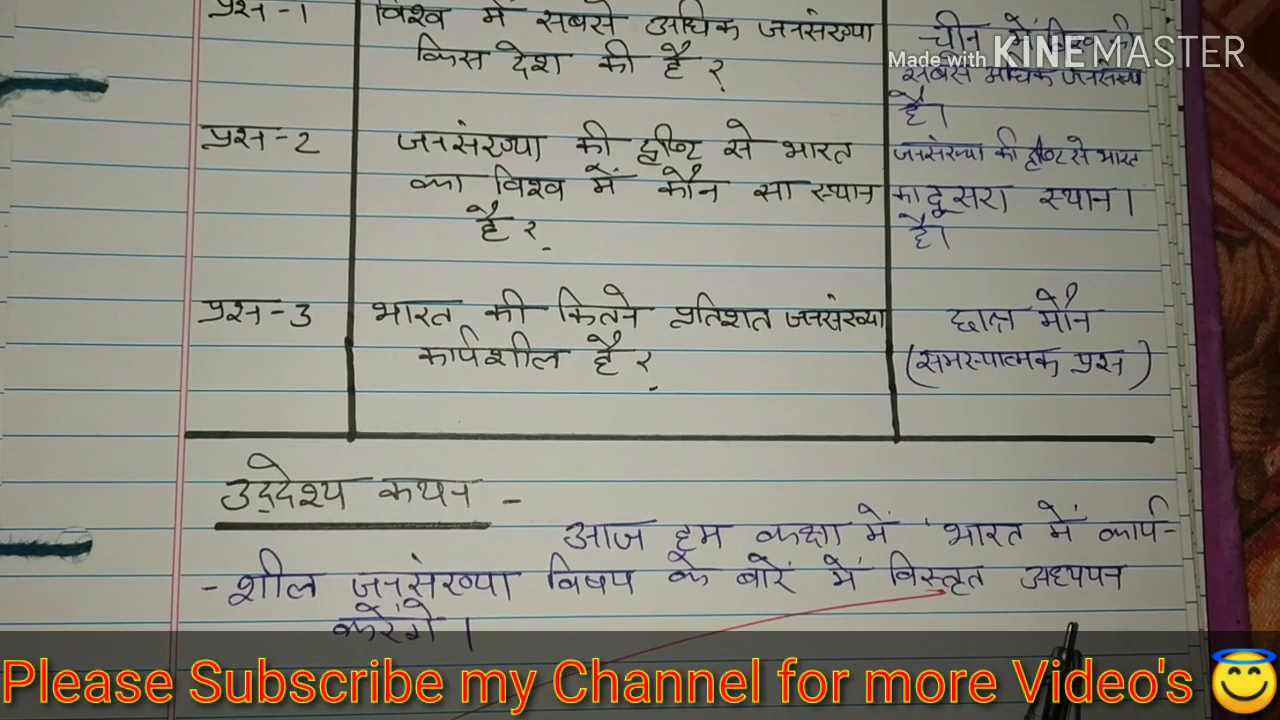 प्रश्न-1
विश्व में सबसे अधिक जनसंख्या
किस देश की है?
चीन में विश्व की
Made with KINEMASTER
सबसे अधिक जनसंख्या
है।
प्रश्न-2
जनसंख्या की दृष्टि से भारत
का विश्व में कौन सा स्थान
है?
जनसंख्या की दृष्टि से भारत
का दूसरा स्थान।
है।
प्रश्न-3
भारत की कितने प्रतिशत जनसंख्या
कार्यशील है?
छात्र मौन
(समस्यात्मक प्रश्न)
उद्देश्य कथन -
आज हम कक्षा में 'भारत में कार्य-
-शील जनसंख्या विषय के बारें में विस्तृत अध्ययन
करेंगे।
Please Subscribe my Channel for more Video's 😇